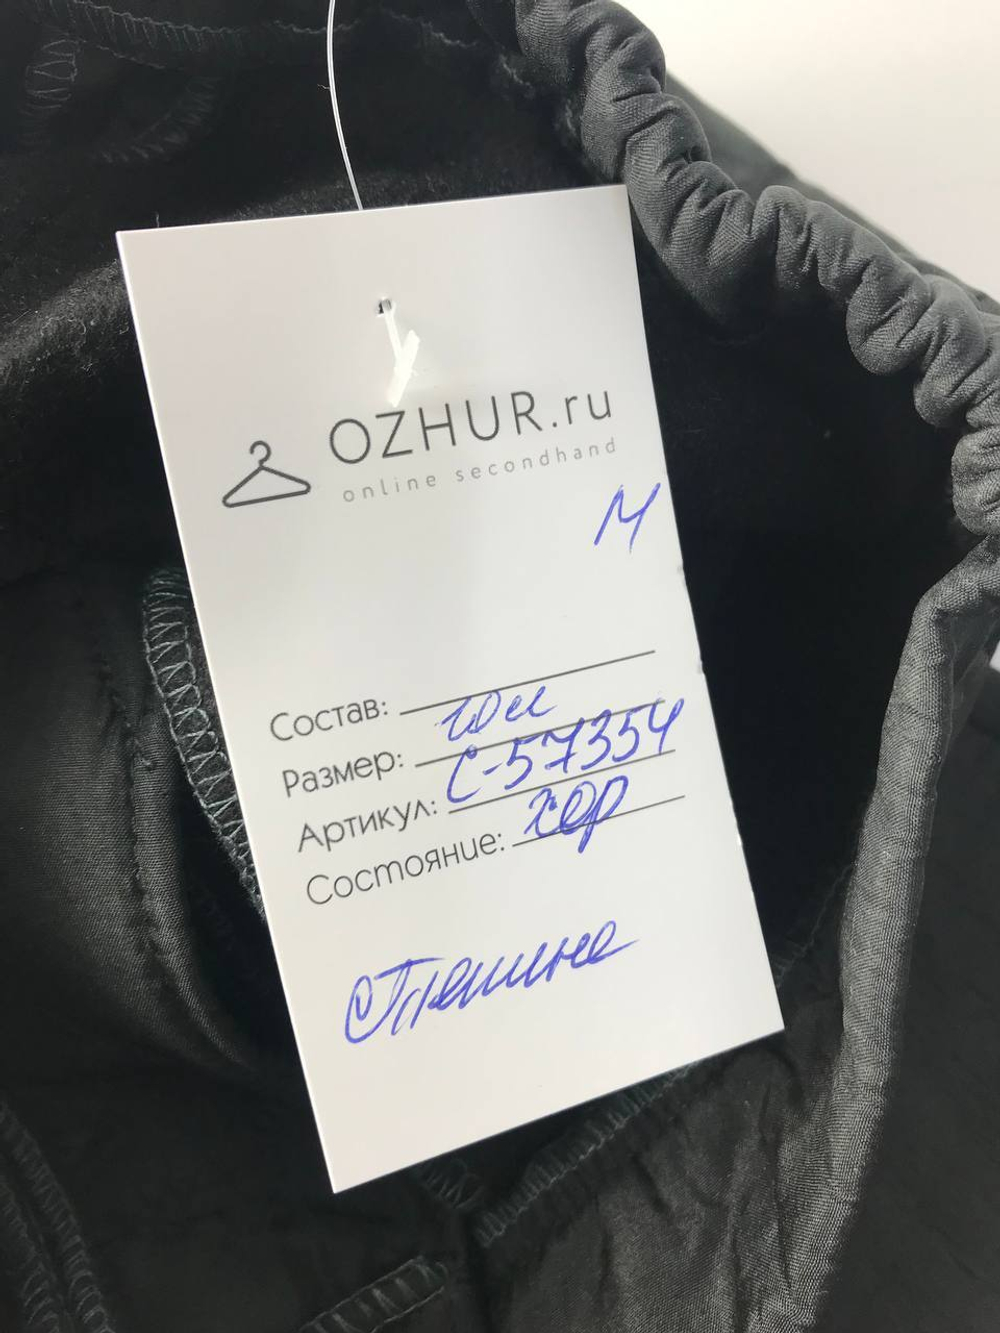 OZHUR.ru
online secondhand
М
Состав:
Размер:
Артикул: С-57354
Состояние: хор